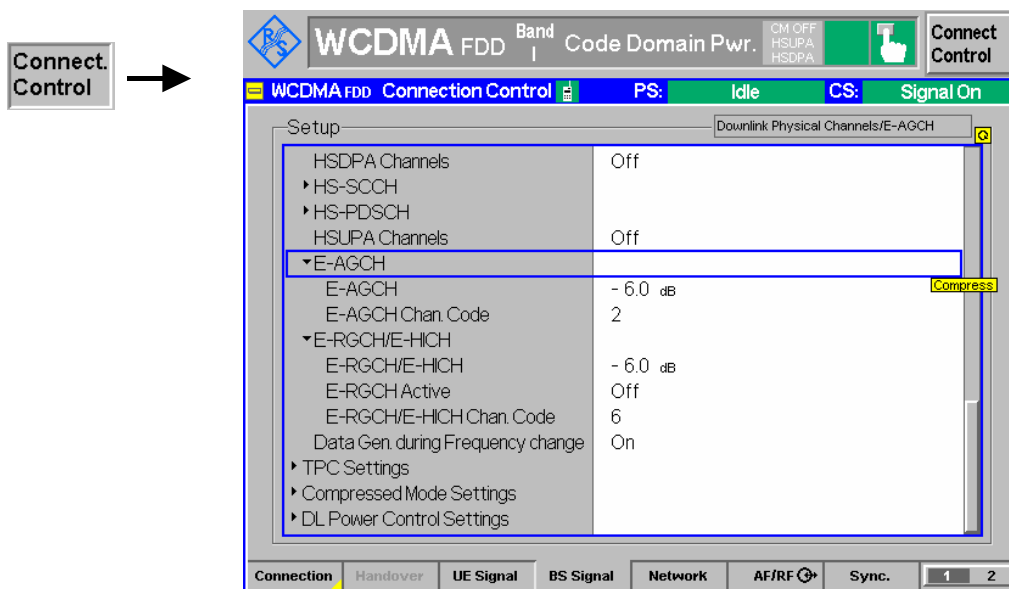 Connect.
Control
R&S
WCDMA FDD Band I Code Domain Pwr.
CM OFF
HSUPA
HSDPA
Connect
Control
WCDMA FDD Connection Control PS: Idle CS: Signal On
Setup Downlink Physical Channels/E-AGCH
HSDPA Channels Off
HS-SCCH
HS-PDSCH
HSUPA Channels Off
E-AGCH
Compress
E-AGCH - 6.0 dB
E-AGCH Chan. Code 2
E-RGCH/E-HICH
E-RGCH/E-HICH - 6.0 dB
E-RGCH Active Off
E-RGCH/E-HICH Chan. Code 6
Data Gen. during Frequency change On
TPC Settings
Compressed Mode Settings
DL Power Control Settings
Connection Handover UE Signal BS Signal Network AF/RF Sync. 1 2